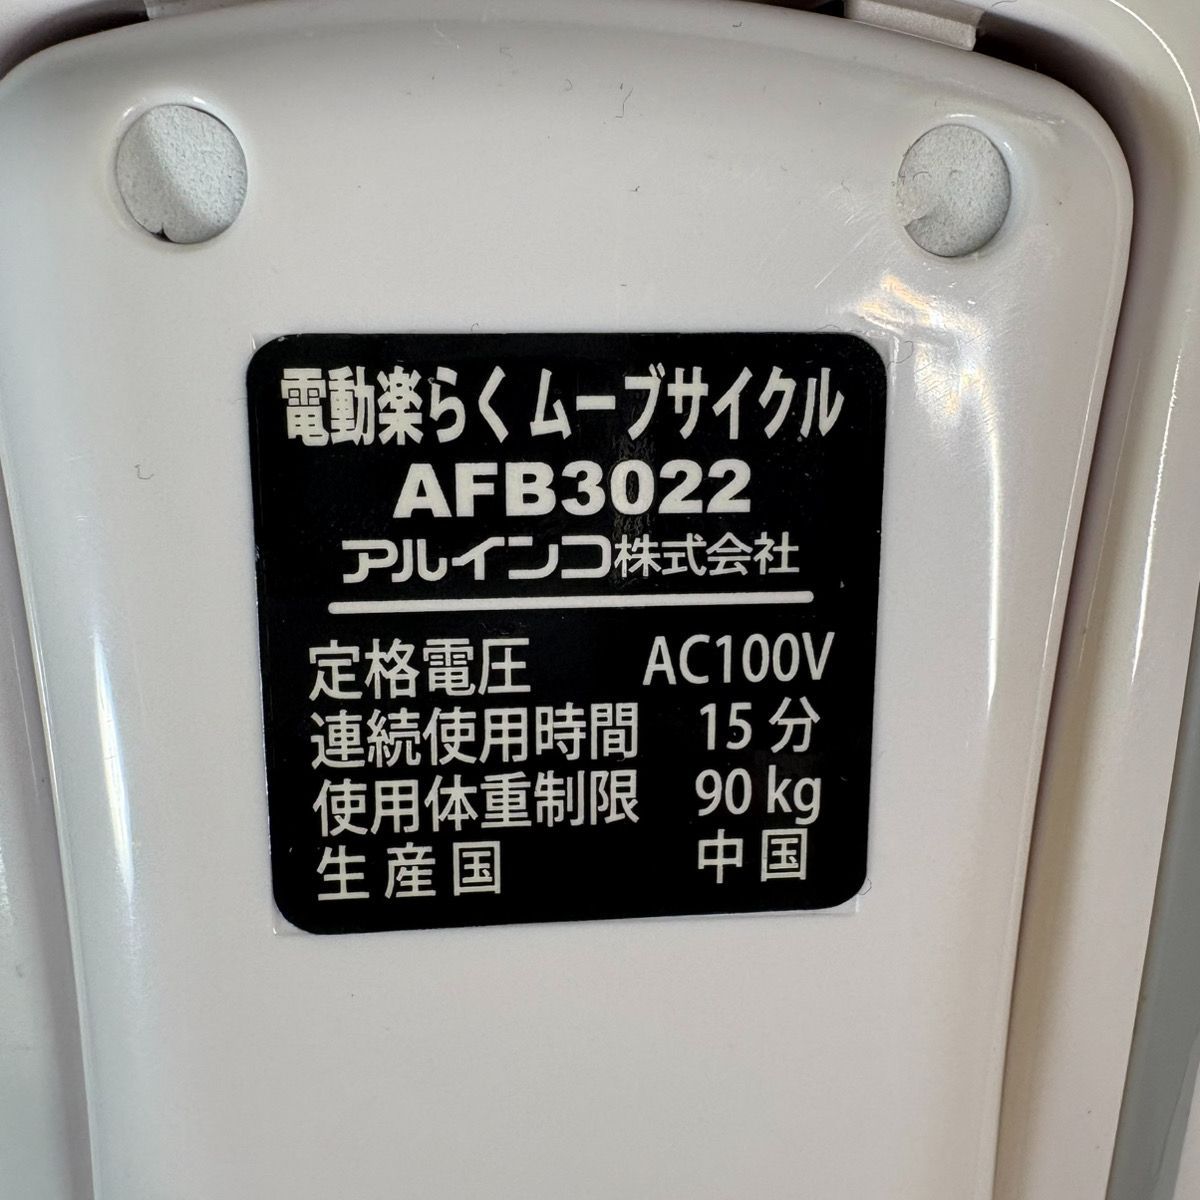 電動楽らくムーブサイクル
AFB3022
アルインコ株式会社
定格電圧 AC100V
連続使用時間 15分
使用体重制限 90 kg
生産国 中国